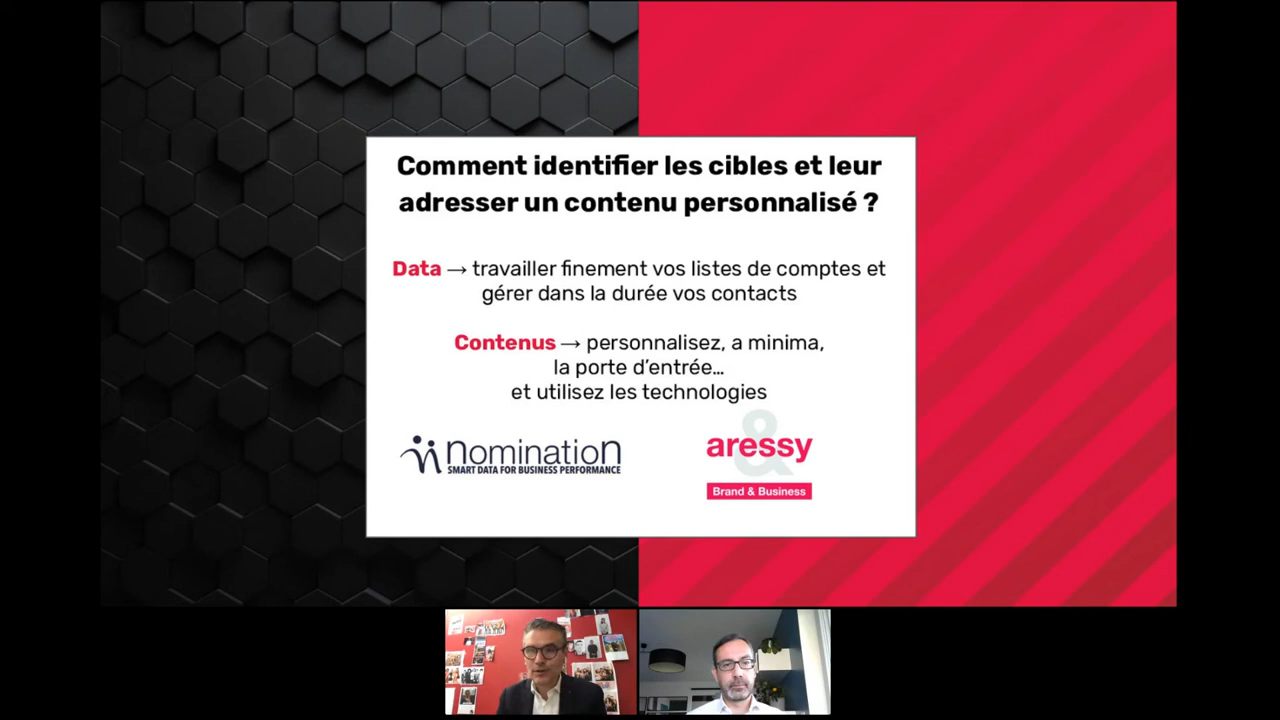 Comment identifier les cibles et leur
adresser un contenu personnalisé ?
Data → travailler finement vos listes de comptes et
gérer dans la durée vos contacts
Contenus → personnalisez, a minima,
la porte d’entrée…
et utilisez les technologies
nomination
SMART DATA FOR BUSINESS PERFORMANCE
&
aressy
Brand & Business